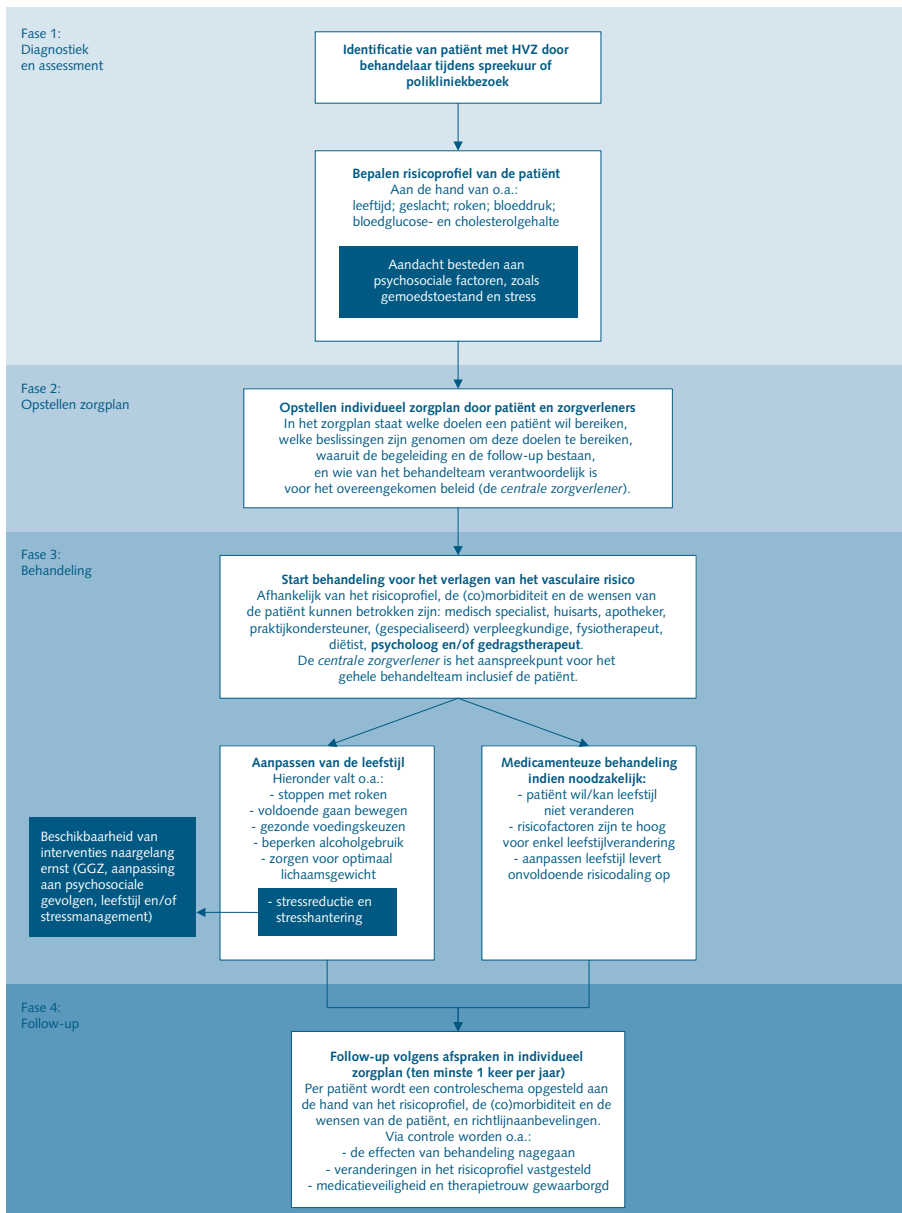 Fase 1:
Diagnostiek
en assessment
Identificatie van patiënt met HVZ door
behandelaar tijdens spreekuur of
polikliniekbezoek
Bepalen risicoprofiel van de patiënt
Aan de hand van o.a.:
leeftijd; geslacht; roken; bloeddruk;
bloedglucose- en cholesterolgehalte
Aandacht besteden aan
psychosociale factoren, zoals
gemoedstoestand en stress
Fase 2:
Opstellen zorgplan
Opstellen individueel zorgplan door patiënt en zorgverleners
In het zorgplan staat welke doelen een patiënt wil bereiken,
welke beslissingen zijn genomen om deze doelen te bereiken,
waaruit de begeleiding en de follow-up bestaan,
en wie van het behandelteam verantwoordelijk is
voor het overeengekomen beleid (de centrale zorgverlener).
Fase 3:
Behandeling
Start behandeling voor het verlagen van het vasculaire risico
Afhankelijk van het risicoprofiel, de (co)morbiditeit en de wensen van
de patiënt kunnen betrokken zijn: medisch specialist, huisarts, apotheker,
praktijkondersteuner, (gespecialiseerd) verpleegkundige, fysiotherapeut,
diëtist, psycholoog en/of gedragstherapeut.
De centrale zorgverlener is het aanspreekpunt voor het
gehele behandelteam inclusief de patiënt.
Aanpassen van de leefstijl
Hieronder valt o.a.:
- stoppen met roken
- voldoende gaan bewegen
- gezonde voedingskeuzen
- beperken alcoholgebruik
- zorgen voor optimaal
lichaamsgewicht
- stressreductie en
stresshantering
Beschikbaarheid van
interventies naargelang
ernst (GGZ, aanpassing
aan psychosociale
gevolgen, leefstijl en/of
stressmanagement)
Medicamenteuze behandeling
indien noodzakelijk:
- patiënt wil/kan leefstijl
niet veranderen
- risicofactoren zijn te hoog
voor enkel leefstijlverandering
- aanpassen leefstijl levert
onvoldoende risicodaling op
Fase 4:
Follow-up
Follow-up volgens afspraken in individueel
zorgplan (ten minste 1 keer per jaar)
Per patiënt wordt een controleschema opgesteld aan
de hand van het risicoprofiel, de (co)morbiditeit en de
wensen van de patiënt, en richtlijnaanbevelingen.
Via controle worden o.a.:
- de effecten van behandeling nagegaan
- veranderingen in het risicoprofiel vastgesteld
- medicatieveiligheid en therapietrouw gewaarborgd